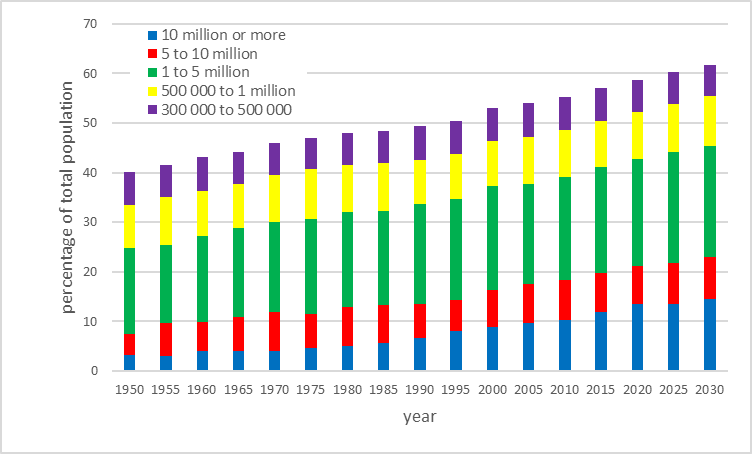 70
60
50
40
30
20
10
0
percentage of total population
10 million or more
5 to 10 million
1 to 5 million
500 000 to 1 million
300 000 to 500 000
1950 1955 1960 1965 1970 1975 1980 1985 1990 1995 2000 2005 2010 2015 2020 2025 2030
year